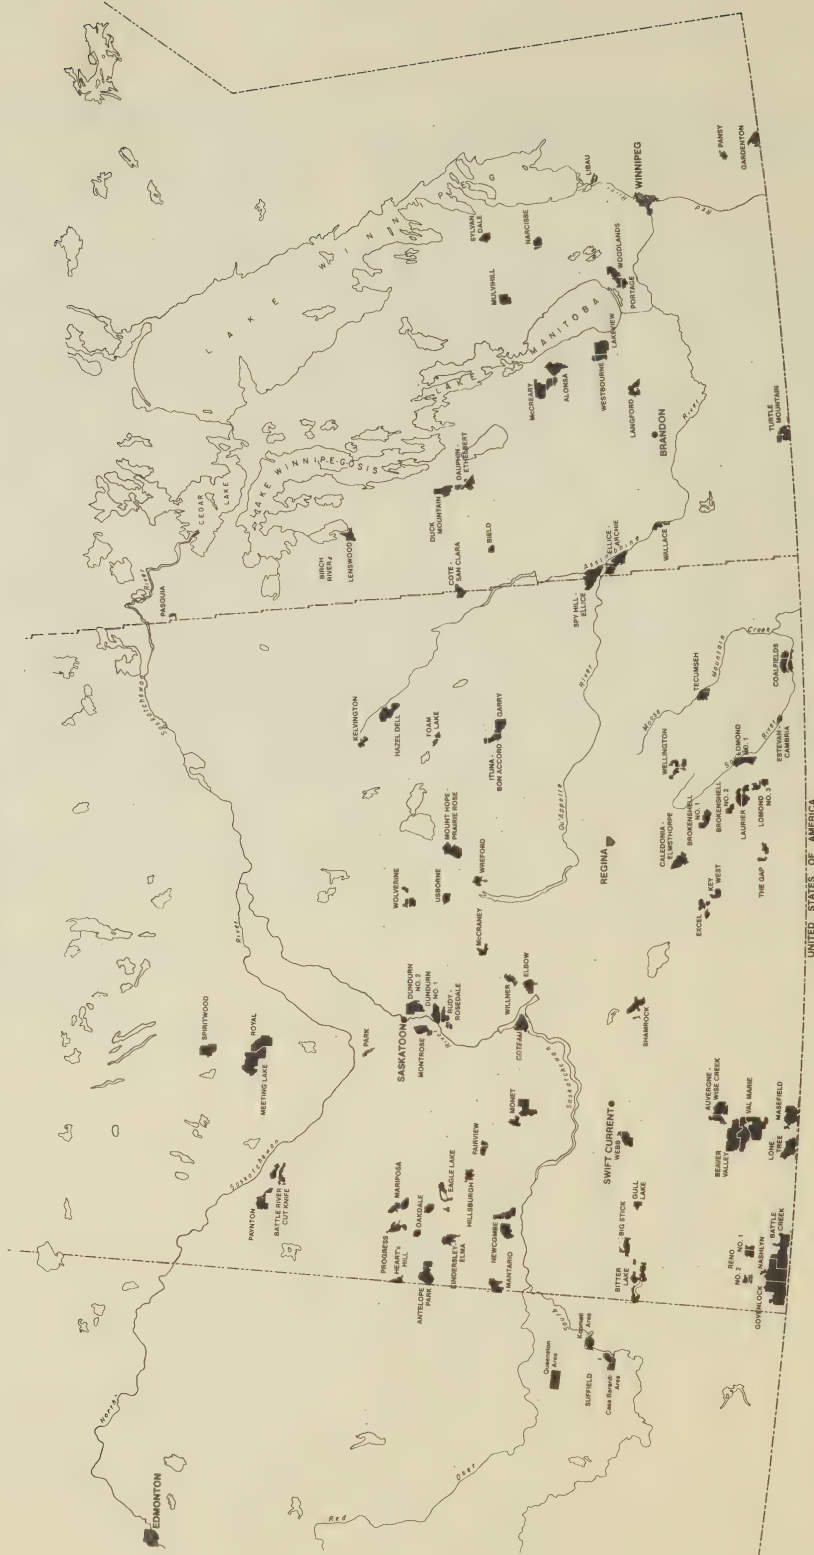 EDMONTON
North
Saskatchewan
River
Saskatchewan
River
Red
Deer
South
Saskatchewan
PAYNTON
BATTLE RIVER
CUT KNIFE
MEETING LAKE
ROYAL
SPIRITWOOD
PARK
SASKATOON
DUNDURN
NO. 2
DUNDURN
NO. 1
MONTROSE
RUDY -
ROSEDALE
PROGRESS
HEART'S
HILL
MARIPOSA
OAKDALE
ANTELOPE
PARK
KINDERSLEY-
ELMA
EAGLE LAKE
HILLSBURGH
FAIRVIEW
NEWCOMBE
MANTARIO
MONET
COTEAU
WILLNER
ELBOW
McCRANEY
WREFORD
WOLVERINE
USBORNE
MOUNT HOPE -
PRAIRIE ROSE
KELVINGTON
HAZEL DELL
FOAM
LAKE
ITUNA -
BON ACCORD
GARRY
Queenston
Area
Koomati
Area
SUFFIELD
Casa Berardi
Area
BITTER
LAKE
BIG STICK
GULL
LAKE
SWIFT CURRENT
WEBB
SHAMROCK
REGINA
Qu'Appelle
River
GOVENLOCK
RENO
NO. 2
NO. 1
NASHLYN
BATTLE
CREEK
BEAVER
VALLEY
AUVERGNE -
WISE CREEK
VAL MARIE
LONE
TREE
MASEFIELD
EXCEL
KEY
WEST
CALEDONIA -
ELMSTHORPE
BROKENSHELL
NO. 1
BROKENSHELL
NO. 2
LAURIER
LOMOND
NO. 1
LOMOND
NO. 3
THE GAP
WELLINGTON
TECUMSEH
Moose
Mountain
Creek
River
ESTEVAN -
CAMBRIA
COALFIELDS
UNITED STATES OF AMERICA
PASQUIA
River
CEDAR
LAKE
LAKE WINNIPEGOSIS
LAKE WINNIPEG
BIRCH
RIVER
LENSWOOD
DUCK
MOUNTAIN
DAUPHIN -
ETHELBERT
COTE -
SAN CLARA
BIELD
SPY HILL -
ELLICE
ELLICE -
ARCHIE
Assiniboine
River
WALLACE
BRANDON
TURTLE
MOUNTAIN
McCREARY
ALONSA
LAKE MANITOBA
WESTBOURNE
LAKEVIEW
LANGFORD
PORTAGE
WOODLANDS
MULVIHILL
SYLVAN
DALE
NARCISSE
LIBAU
WINNIPEG
Red
River
PANSY
GARDENTON